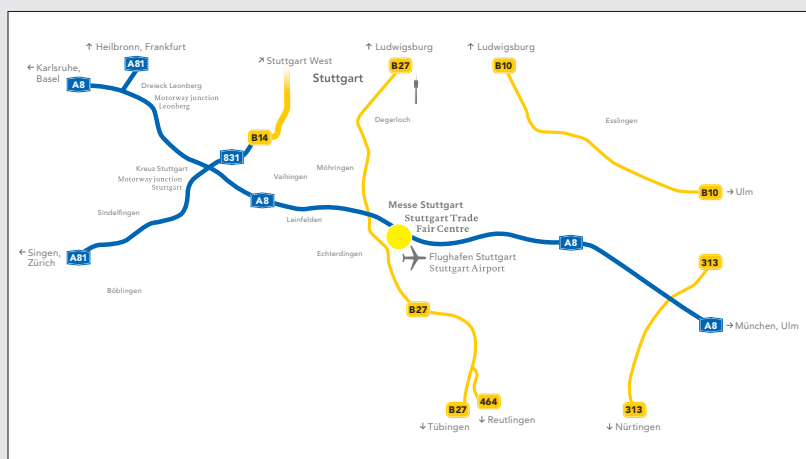 ↑ Heilbronn, Frankfurt
↑ Ludwigsburg
↑ Ludwigsburg
← Karlsruhe,
Basel
A81
↗ Stuttgart West
B27
B10
A8
Dreieck Leonberg
Motorway junction
Leonberg
Stuttgart
Degerloch
Esslingen
B14
831
Kreuz Stuttgart
Motorway junction
Stuttgart
Möhringen
Vaihingen
B10
→ Ulm
A8
Messe Stuttgart
Stuttgart Trade
Fair Centre
Sindelfingen
Leinfelden
A8
← Singen,
Zürich
A81
Echterdingen
Flughafen Stuttgart
Stuttgart Airport
313
Böblingen
B27
A8
→ München, Ulm
B27
464
313
↓ Tübingen
↓ Reutlingen
↓ Nürtingen